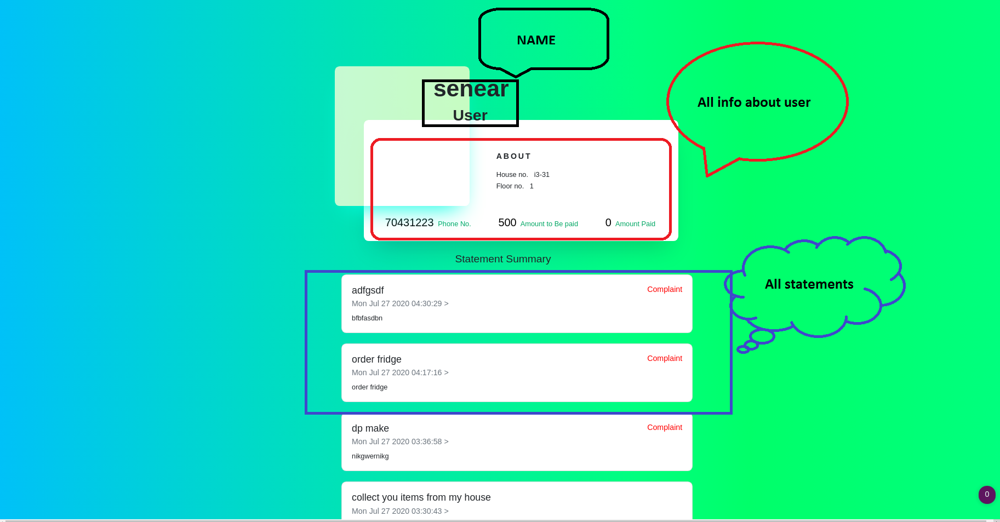 NAME
senear
User
All info about user
ABOUT
House no. i3-31
Floor no. 1
70431223 Phone No. 500 Amount to Be paid 0 Amount Paid
Statement Summary
All statements
adfgsdf Complaint
Mon Jul 27 2020 04:30:29 >
bfbfasdbn
order fridge Complaint
Mon Jul 27 2020 04:17:16 >
order fridge
dp make Complaint
Mon Jul 27 2020 03:36:58 >
nikgwernikg
collect you items from my house
Mon Jul 27 2020 03:30:43 >
0